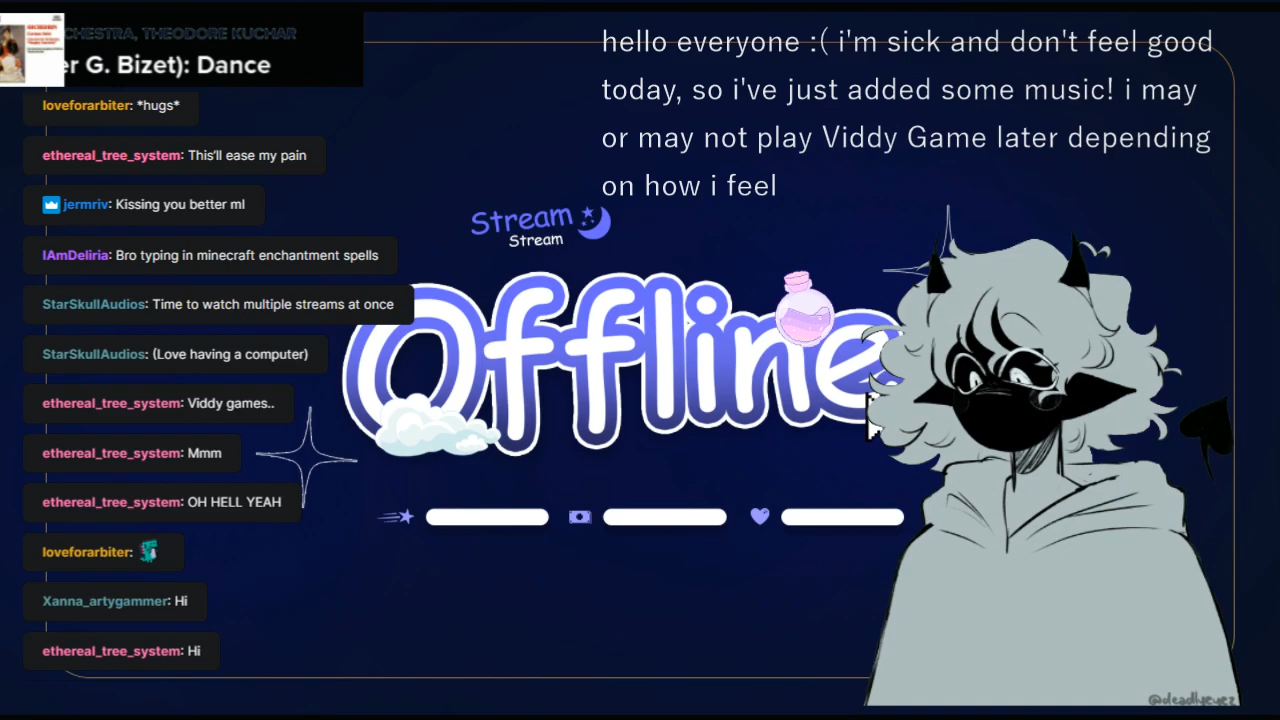 CHESTRA, THEODORE KUCHAR
er G. Bizet): Dance
hello everyone :( i'm sick and don't feel good
today, so i've just added some music! i may
or may not play Viddy Game later depending
on how i feel
loveforarbiter: *hugs*
ethereal_tree_system: This'll ease my pain
jermriv: Kissing you better ml
IAmDeliria: Bro typing in minecraft enchantment spells
StarSkullAudios: Time to watch multiple streams at once
StarSkullAudios: (Love having a computer)
ethereal_tree_system: Viddy games..
ethereal_tree_system: Mmm
ethereal_tree_system: OH HELL YEAH
loveforarbiter:
Xanna_artygammer: Hi
ethereal_tree_system: Hi
Stream
Stream
Offline
@deadlyeyez